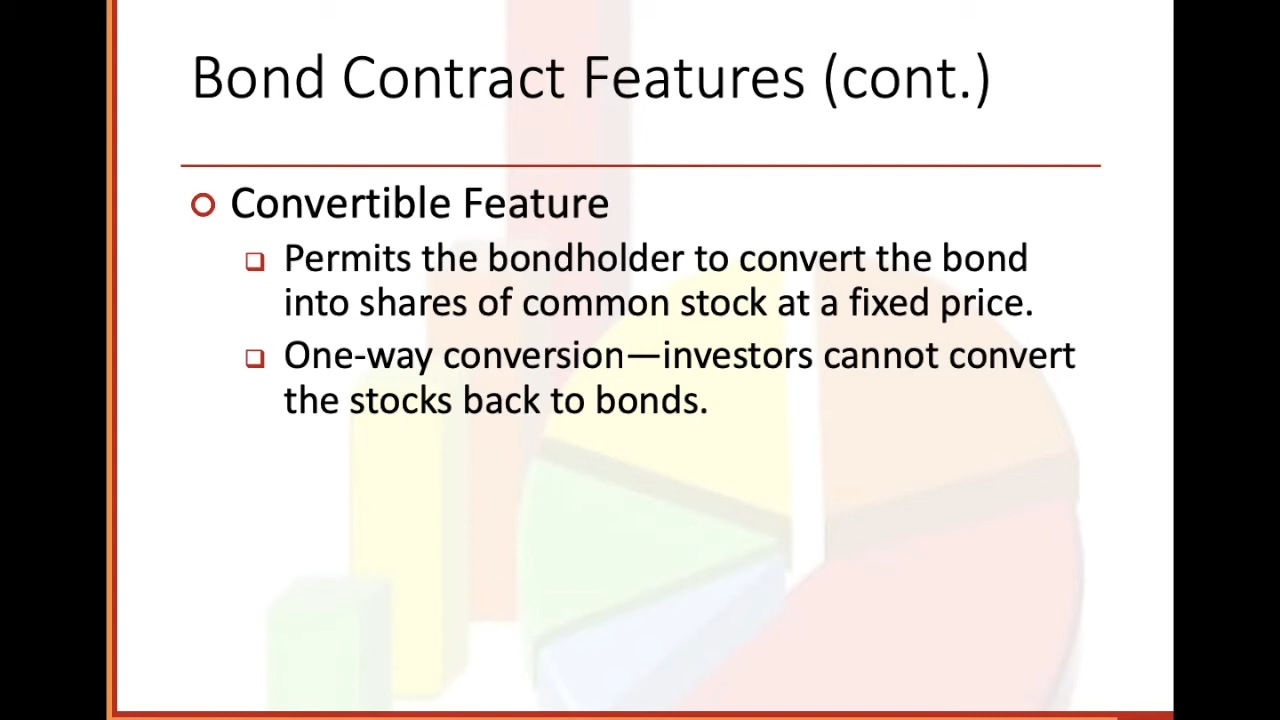 Bond Contract Features (cont.)
Convertible Feature
Permits the bondholder to convert the bond
into shares of common stock at a fixed price.
One-way conversion—investors cannot convert
the stocks back to bonds.